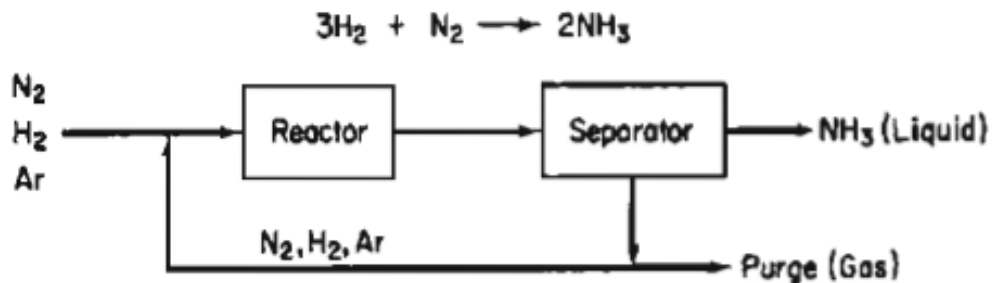 3H₂ + N₂ → 2NH₃
N₂
H₂
Ar
Reactor
Separator
NH₃ (Liquid)
N₂, H₂, Ar
Purge (Gas)